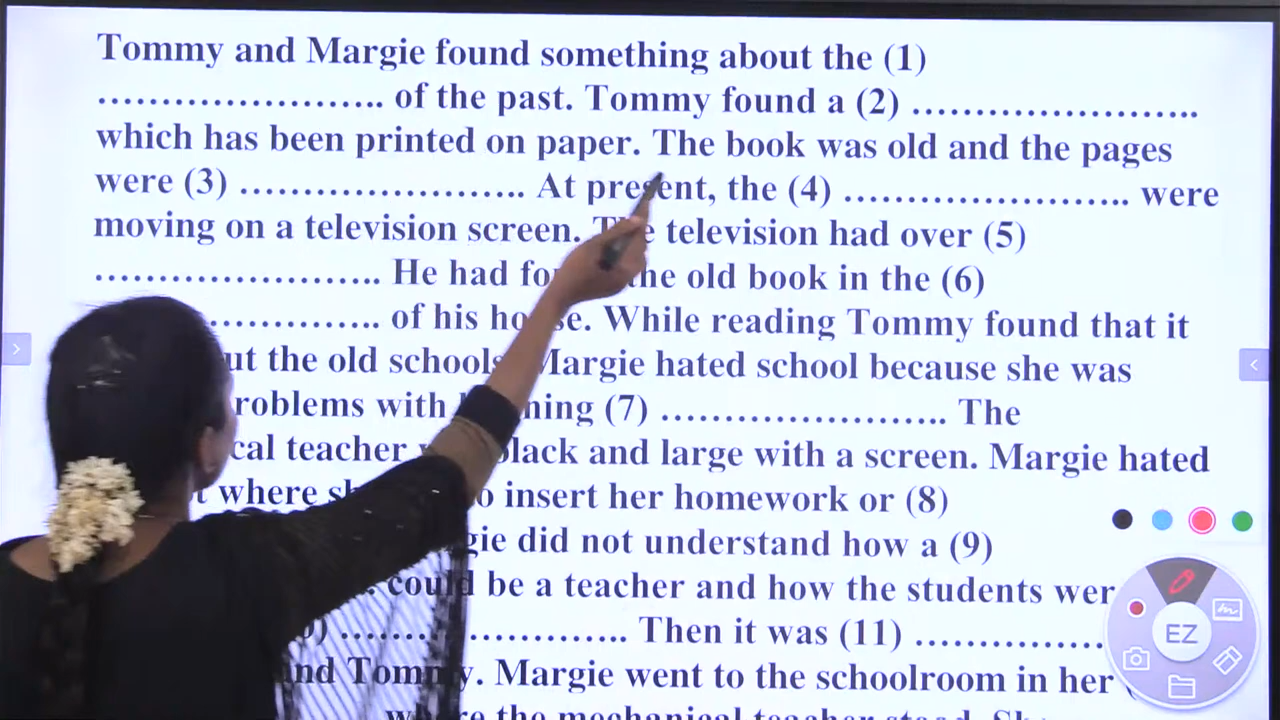 Tommy and Margie found something about the (1)
…………………….. of the past. Tommy found a (2) ……………………..
which has been printed on paper. The book was old and the pages
were (3) …………………….. At present, the (4) …………………….. were
moving on a television screen. The television had over (5)
…………………….. He had the old book in the (6)
…………….. of his house. While reading Tommy found that it
the old schools Margie hated school because she was
with (7) …………………….. The
teacher black and large with a screen. Margie hated
where insert her homework or (8)
did not understand how a (9)
could be a teacher and how the students
…………………….. Then it was (11) ……………..
Tommy. Margie went to the schoolroom in her
the mechanical teacher stood.
EZ